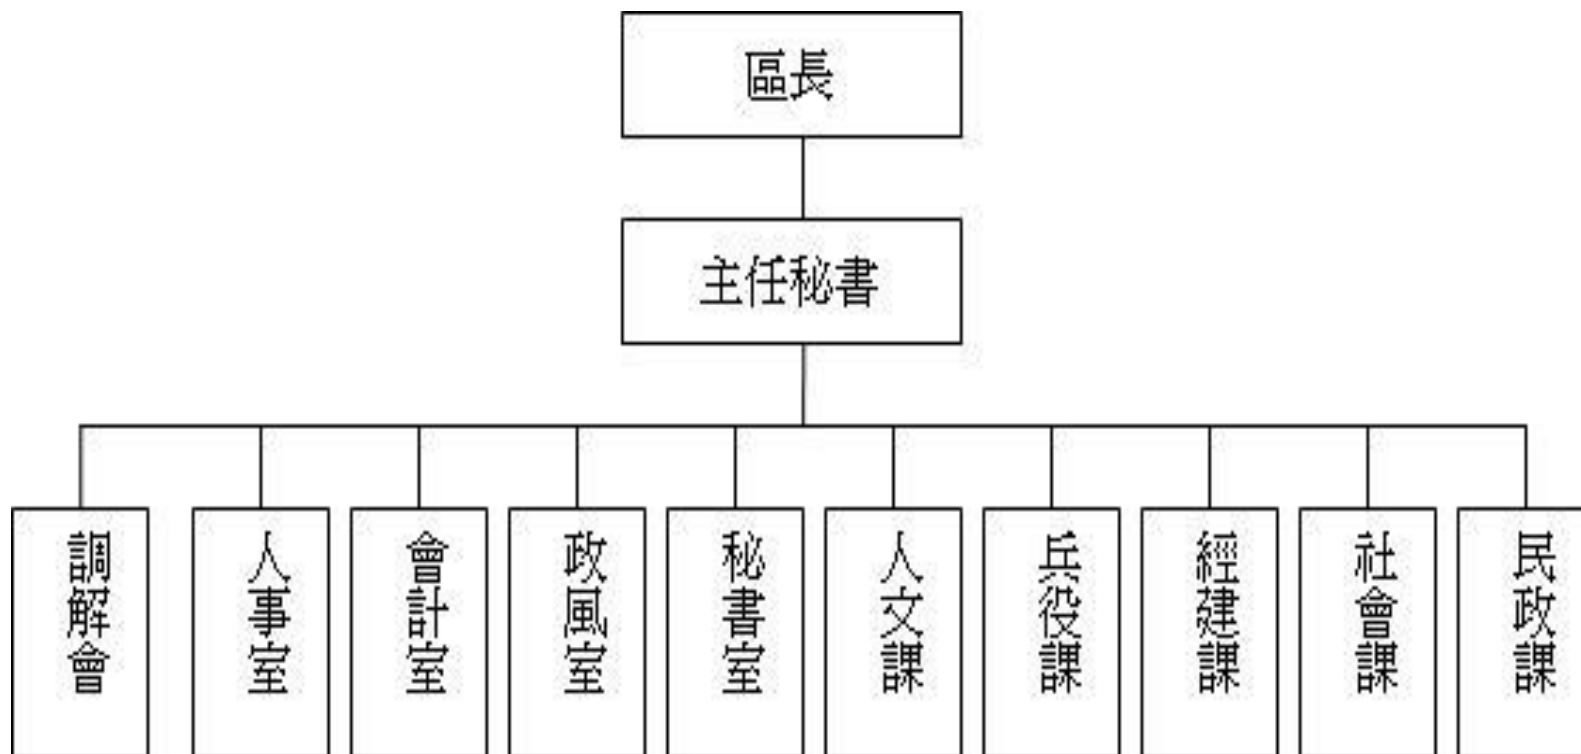 區長
主任秘書
調解會
人事室
會計室
政風室
秘書室
人文課
兵役課
經建課
社會課
民政課